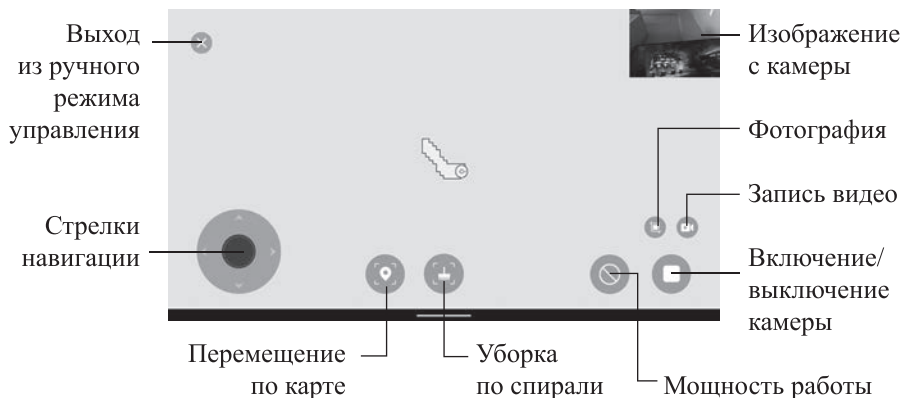 Выход
из ручного
режима
управления
Изображение
с камеры
Фотография
Запись видео
Стрелки
навигации
Включение/
выключение
камеры
Перемещение
по карте
Уборка
по спирали
Мощность работы